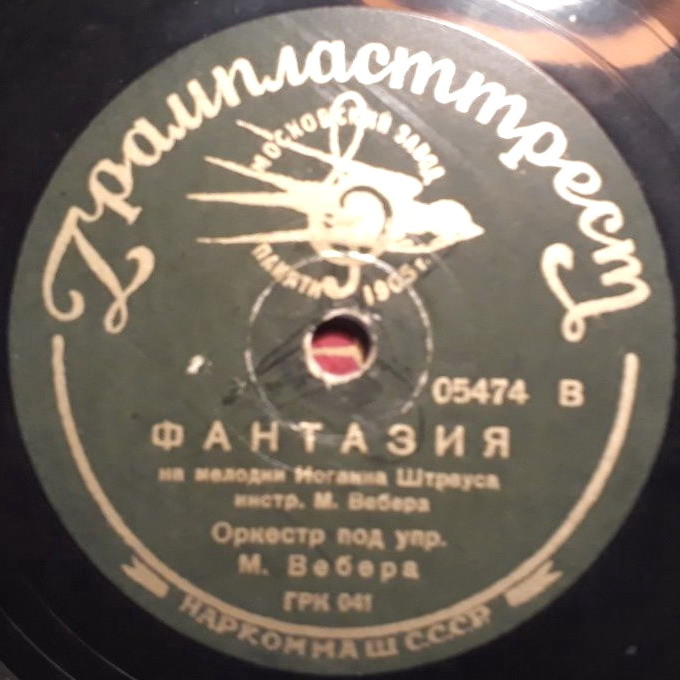 Грампласттрест
МОСКОВСКИЙ ЗАВОД
ПАМЯТИ 1905 г.
05474 В
ФАНТАЗИЯ
на мелодии Иоганна Штрауса
инстр. М. Вебера
Оркестр под упр.
М. Вебера
ГРК 041
НАРКОММАШ С.С.С.Р.